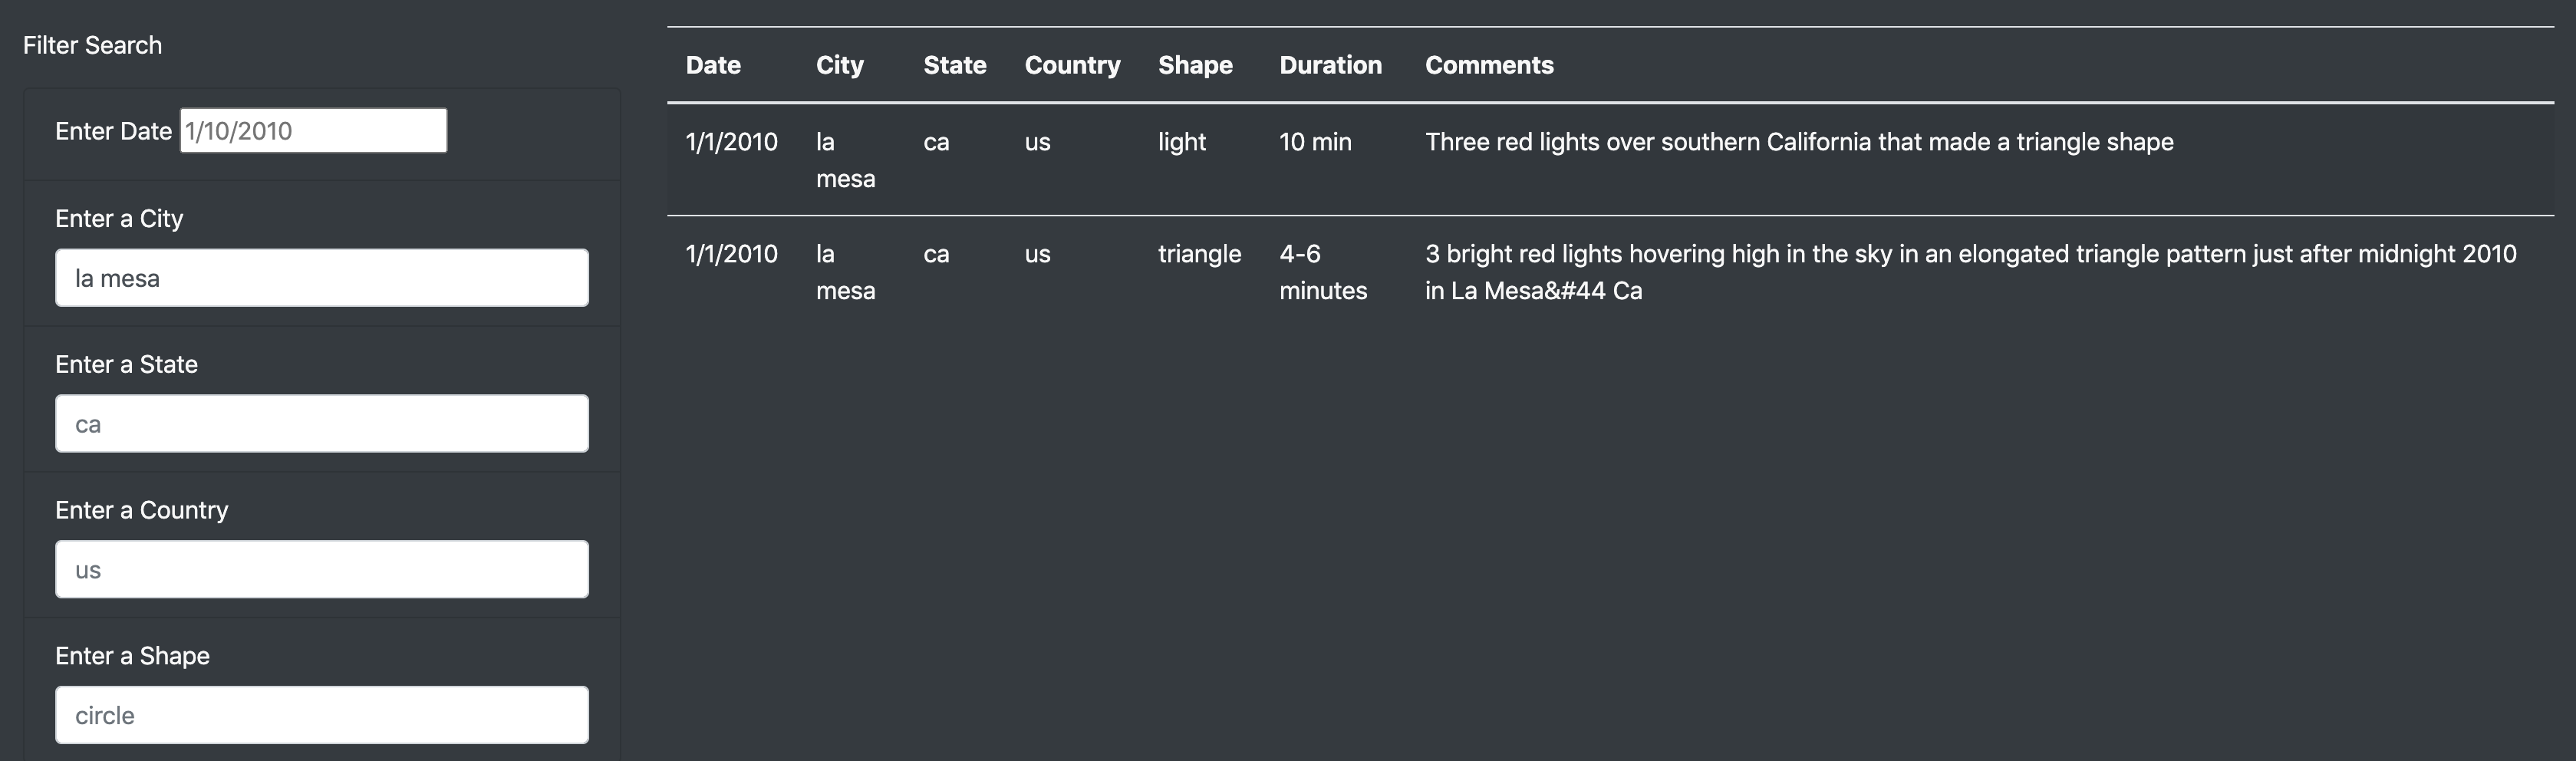 Filter Search
Enter Date 1/10/2010
Enter a City
la mesa
Enter a State
ca
Enter a Country
us
Enter a Shape
circle
Date City State Country Shape Duration Comments
1/1/2010 la ca us light 10 min Three red lights over southern California that made a triangle shape
mesa
1/1/2010 la ca us triangle 4-6 3 bright red lights hovering high in the sky in an elongated triangle pattern just after midnight 2010
mesa minutes in La Mesa&#44 Ca